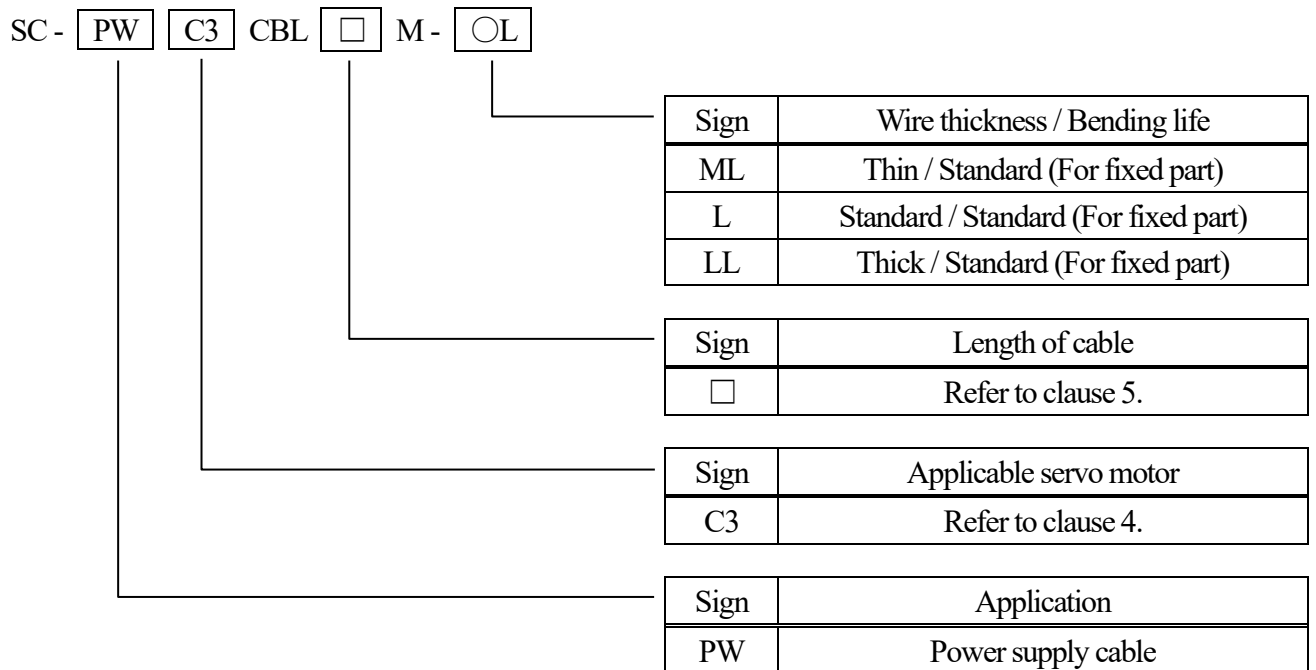 SC - PW C3 CBL □ M - ○L
Sign Wire thickness / Bending life
ML Thin / Standard (For fixed part)
L Standard / Standard (For fixed part)
LL Thick / Standard (For fixed part)
Sign Length of cable
□ Refer to clause 5.
Sign Applicable servo motor
C3 Refer to clause 4.
Sign Application
PW Power supply cable